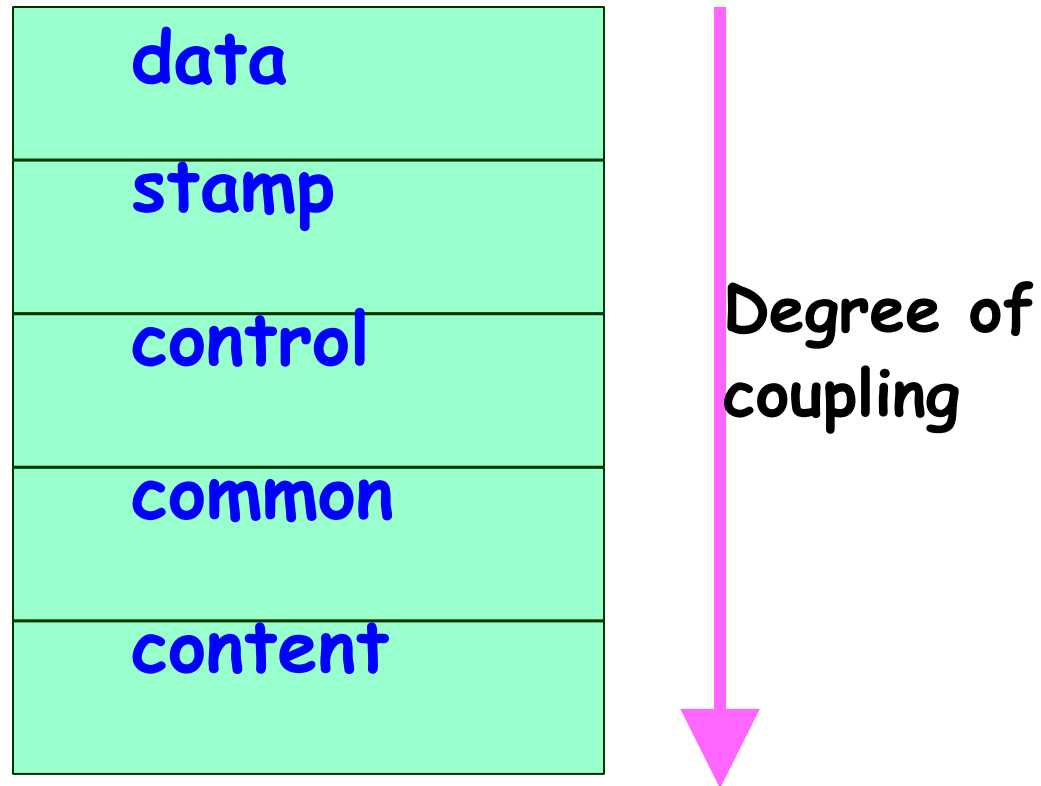 data
stamp
control
common
content
Degree of
coupling